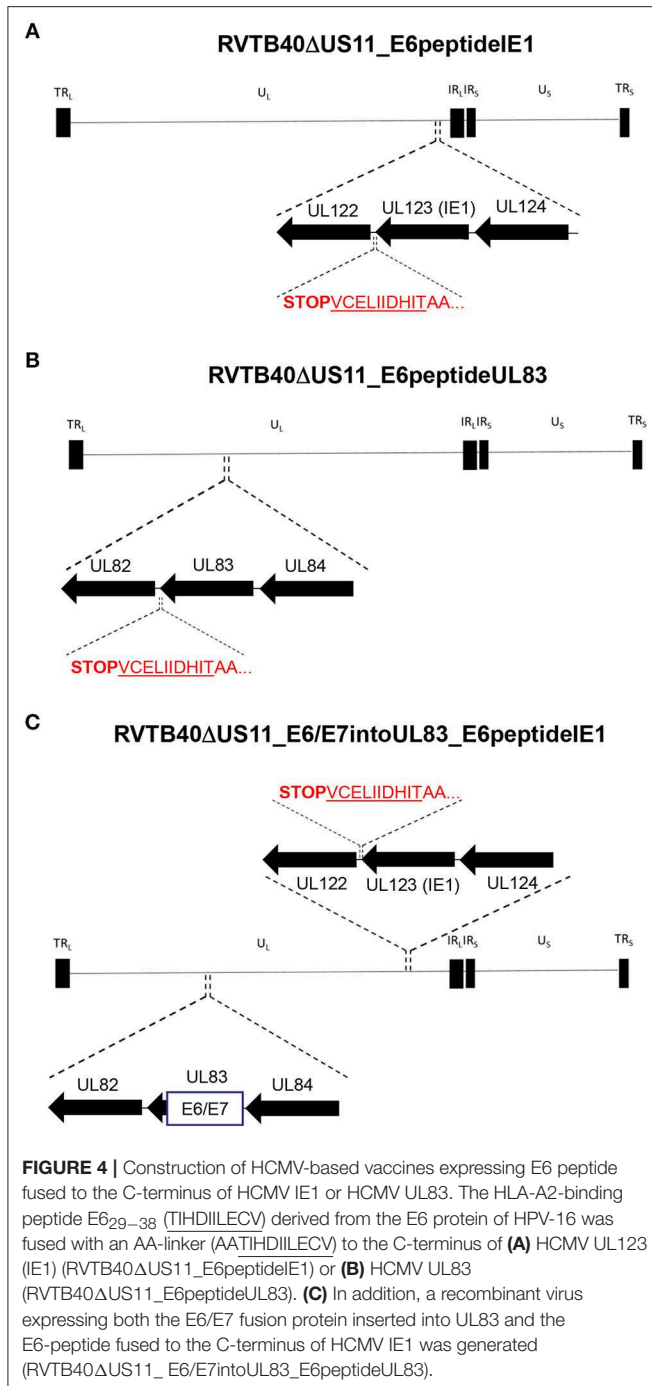 A
RVTB40ΔUS11_E6peptideIE1
TRL UL IRL IRS US TRS
UL122 UL123 (IE1) UL124
STOPVCELIIDHITAA...
B
RVTB40ΔUS11_E6peptideUL83
TRL UL IRL IRS US TRS
UL82 UL83 UL84
STOPVCELIIDHITAA...
C
RVTB40ΔUS11_E6/E7intoUL83_E6peptideIE1
STOPVCELIIDHITAA...
UL122 UL123 (IE1) UL124
TRL UL IRL IRS US TRS
UL82 UL83 UL84
E6/E7
FIGURE 4 | Construction of HCMV-based vaccines expressing E6 peptide
fused to the C-terminus of HCMV IE1 or HCMV UL83. The HLA-A2-binding
peptide E629–38 (TIHDIILECV) derived from the E6 protein of HPV-16 was
fused with an AA-linker (AATIHDIILECV) to the C-terminus of (A) HCMV UL123
(IE1) (RVTB40ΔUS11_E6peptideIE1) or (B) HCMV UL83
(RVTB40ΔUS11_E6peptideUL83). (C) In addition, a recombinant virus
expressing both the E6/E7 fusion protein inserted into UL83 and the
E6-peptide fused to the C-terminus of HCMV IE1 was generated
(RVTB40ΔUS11_ E6/E7intoUL83_E6peptideUL83).